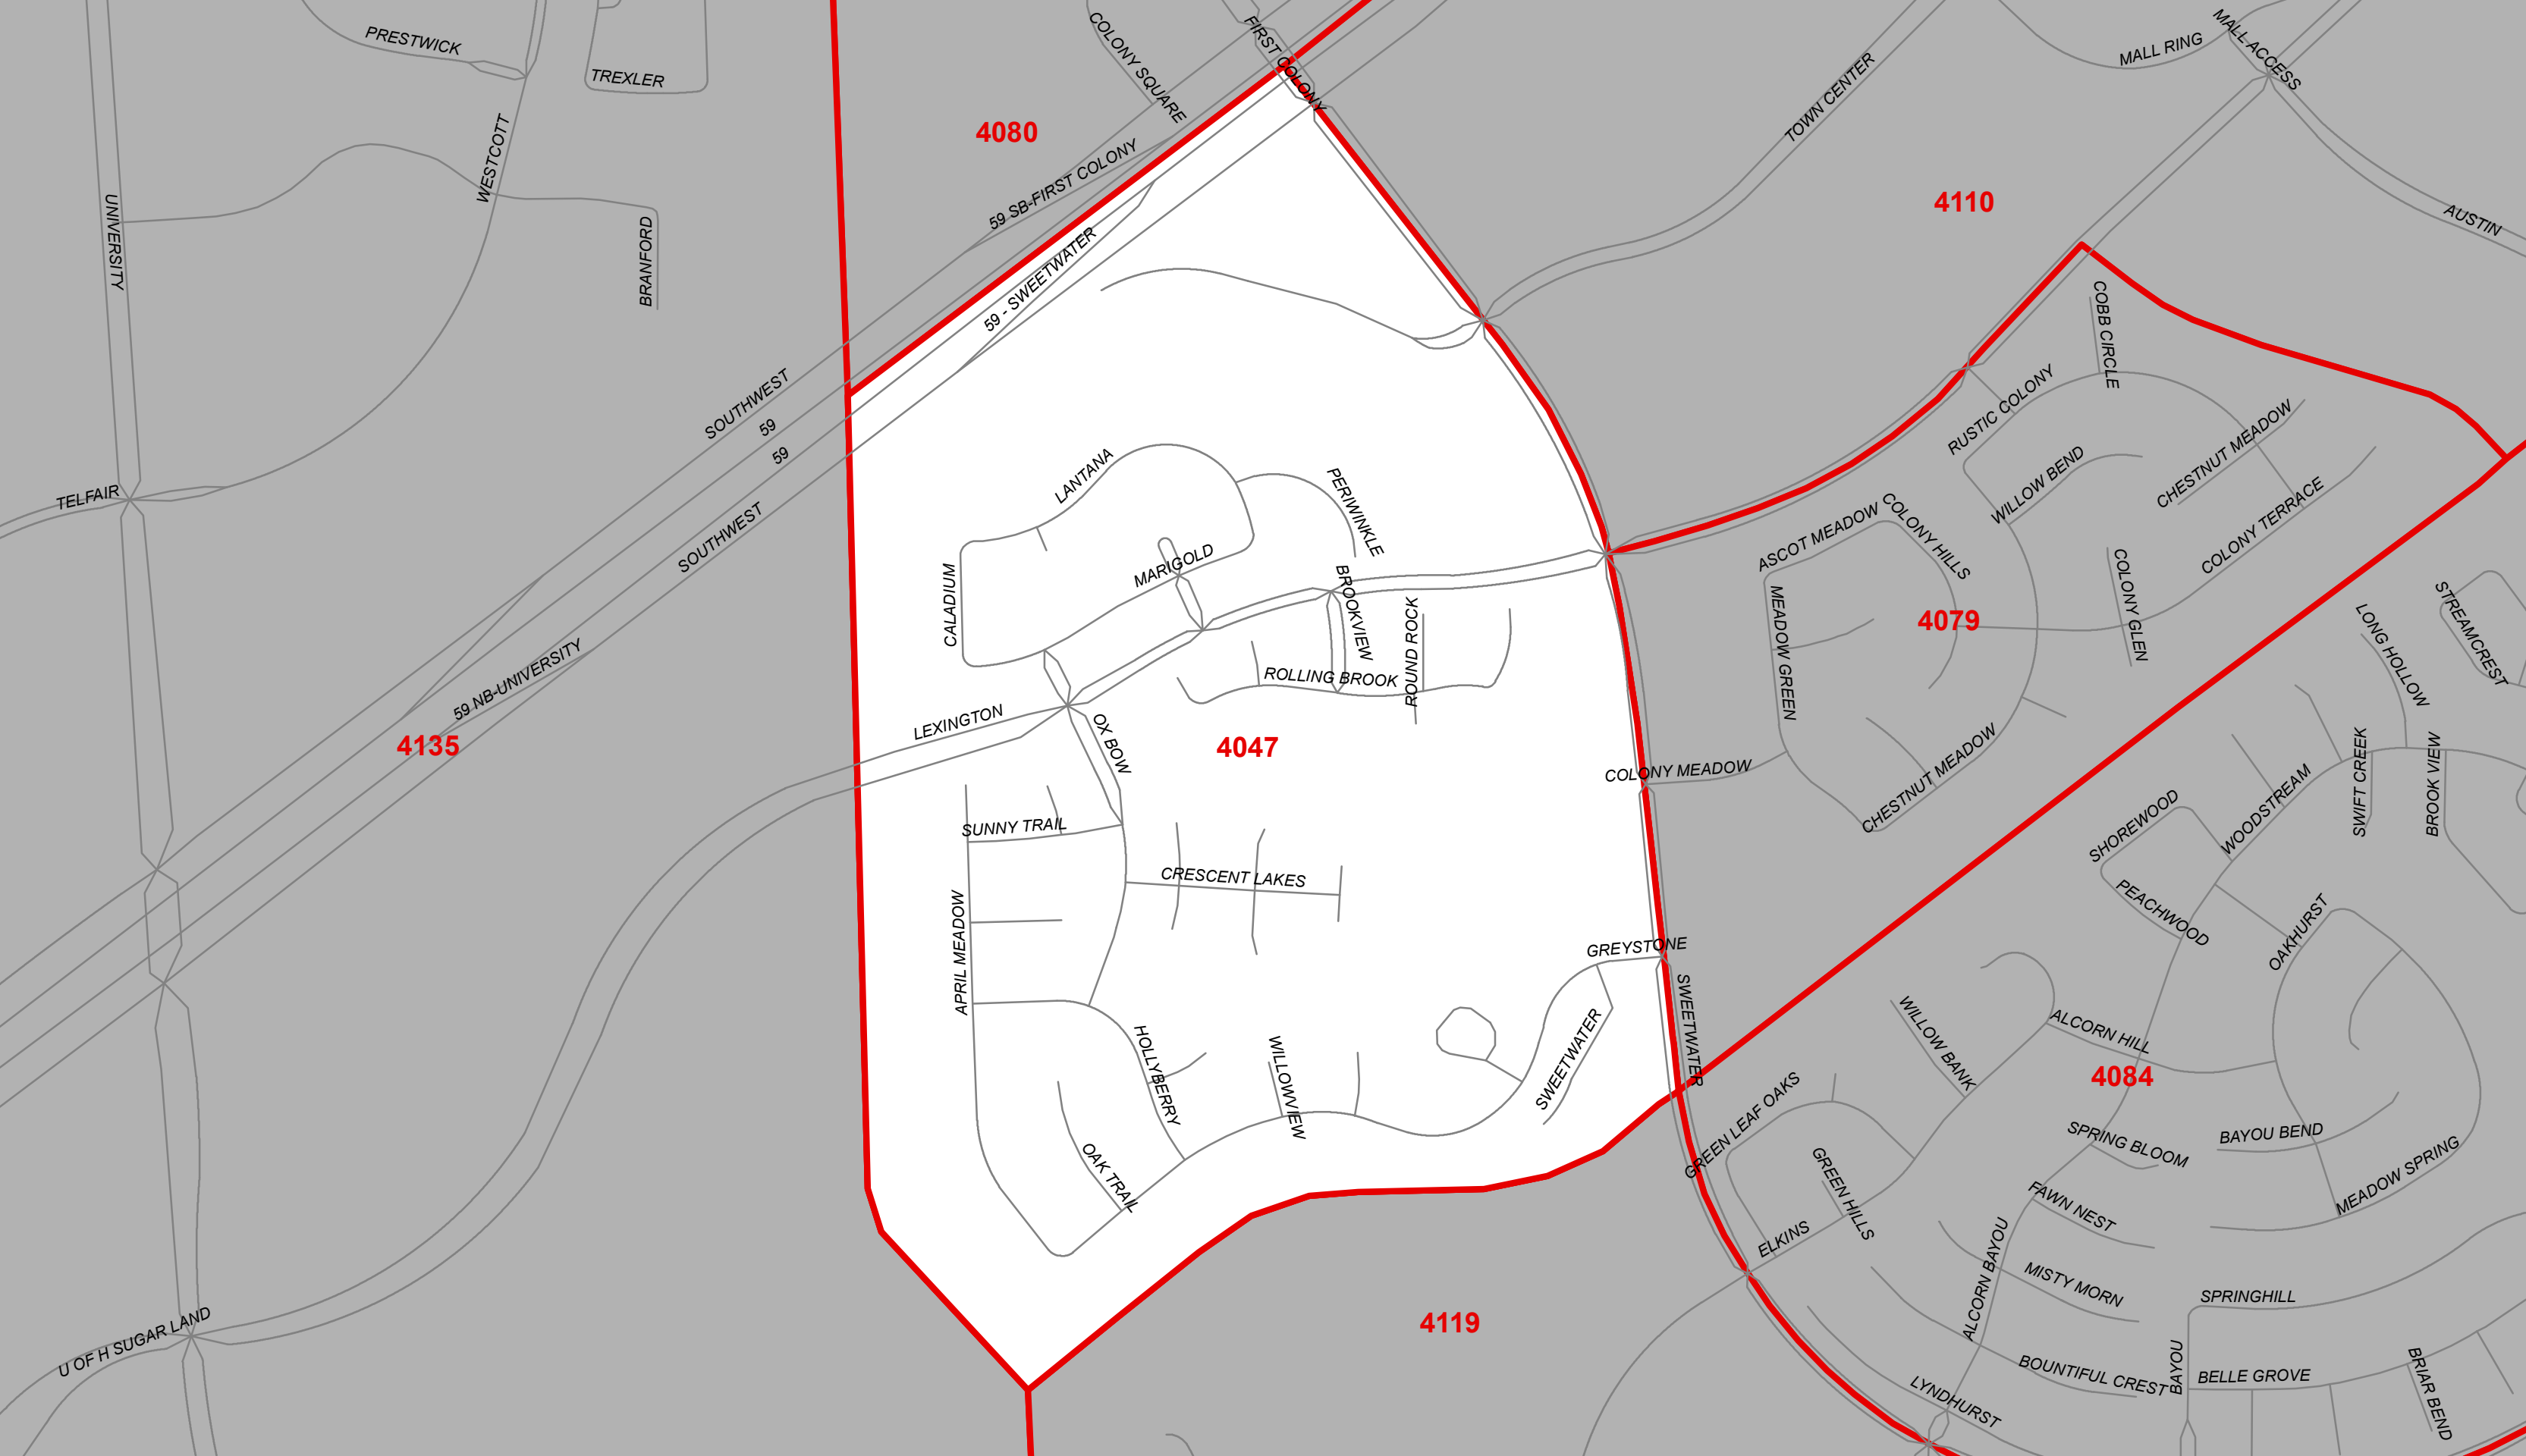 PRESTWICK
TREXLER
COLONY SQUARE
FIRST COLONY
MALL RING
MALL ACCESS
TOWN CENTER
4080
WESTCOTT
59 SB-FIRST COLONY
UNIVERSITY
BRANFORD
4110
AUSTIN
59 - SWEETWATER
COBB CIRCLE
SOUTHWEST
59
59
RUSTIC COLONY
CHESTNUT MEADOW
WILLOW BEND
LANTANA
PERIWINKLE
TELFAIR
SOUTHWEST
ASCOT MEADOW
COLONY HILLS
COLONY TERRACE
MARIGOLD
CALADIUM
BROOKVIEW
ROUND ROCK
MEADOW GREEN
4079
COLONY GLEN
STREAMCREST
LONG HOLLOW
ROLLING BROOK
59 NB-UNIVERSITY
4135
LEXINGTON
OX BOW
4047
COLONY MEADOW
CHESTNUT MEADOW
SWIFT CREEK
BROOK VIEW
WOODSTREAM
SHOREWOOD
SUNNY TRAIL
CRESCENT LAKES
PEACHWOOD
OAKHURST
APRIL MEADOW
GREYSTONE
SWEETWATER
WILLOW BANK
ALCORN HILL
HOLLYBERRY
WILLOWVIEW
SWEETWATER
4084
GREEN LEAF OAKS
OAK TRAIL
GREEN HILLS
SPRING BLOOM
BAYOU BEND
MEADOW SPRING
FAWN NEST
ELKINS
ALCORN BAYOU
MISTY MORN
SPRINGHILL
4119
U OF H SUGAR LAND
BOUNTIFUL CREST
BAYOU
BELLE GROVE
BRIAR BEND
LYNDHURST